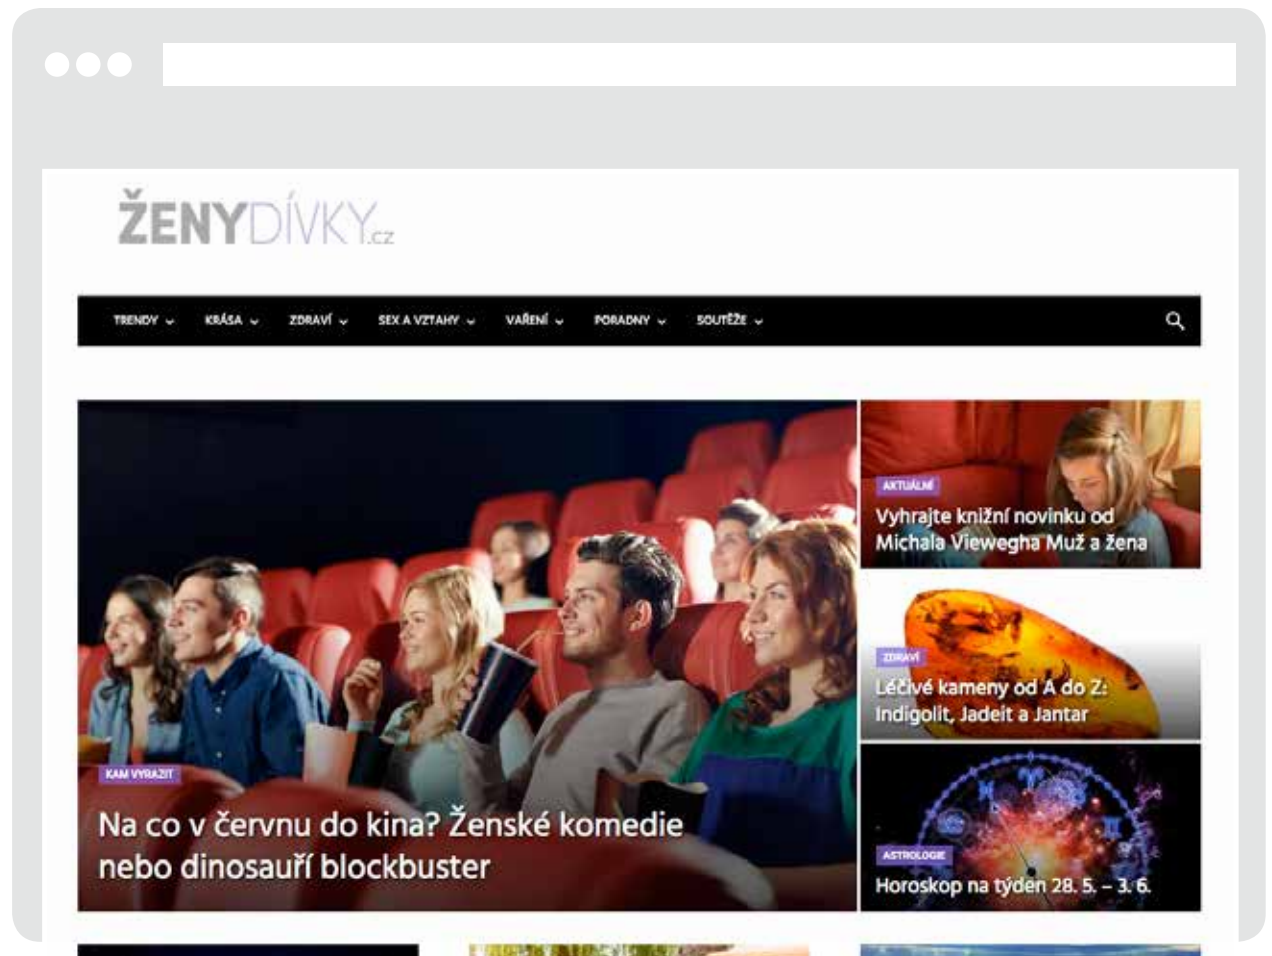 ŽENYDÍVKY.cz
TRENDY KRÁSA ZDRAVÍ SEX A VZTAHY VAŘENÍ PORADNY SOUTĚŽE
KAM VYRAZIT
Na co v červnu do kina? Ženské komedie
nebo dinosauří blockbuster
AKTUÁLNÍ
Vyhrajte knižní novinku od
Michala Viewegha Muž a žena
ZDRAVÍ
Léčivé kameny od A do Z:
Indigolit, Jadeit a Jantar
ASTROLOGIE
Horoskop na týden 28. 5. – 3. 6.